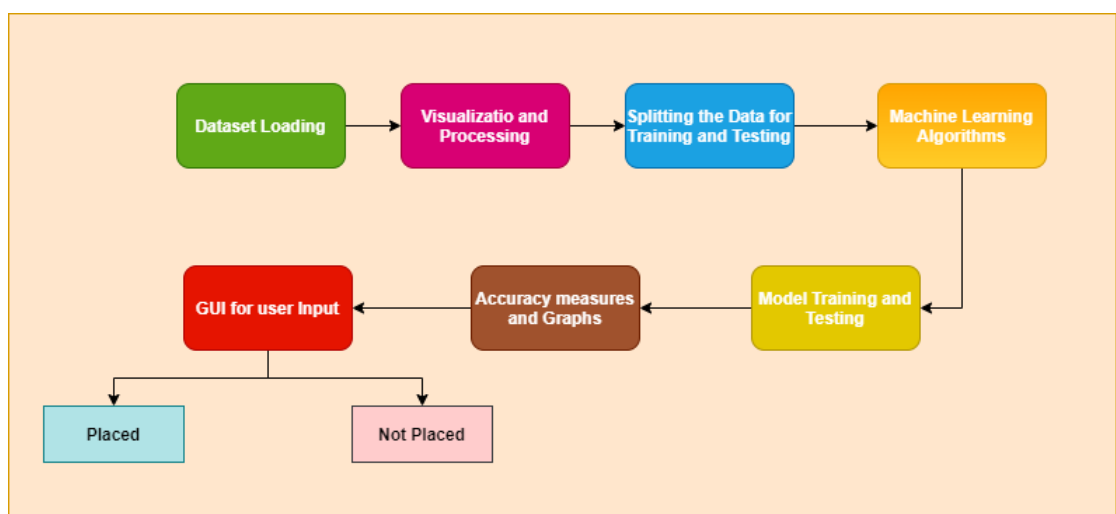 Dataset Loading
Visualizatio and
Processing
Splitting the Data for
Training and Testing
Machine Learning
Algorithms
GUI for user Input
Accuracy measures
and Graphs
Model Training and
Testing
Placed
Not Placed